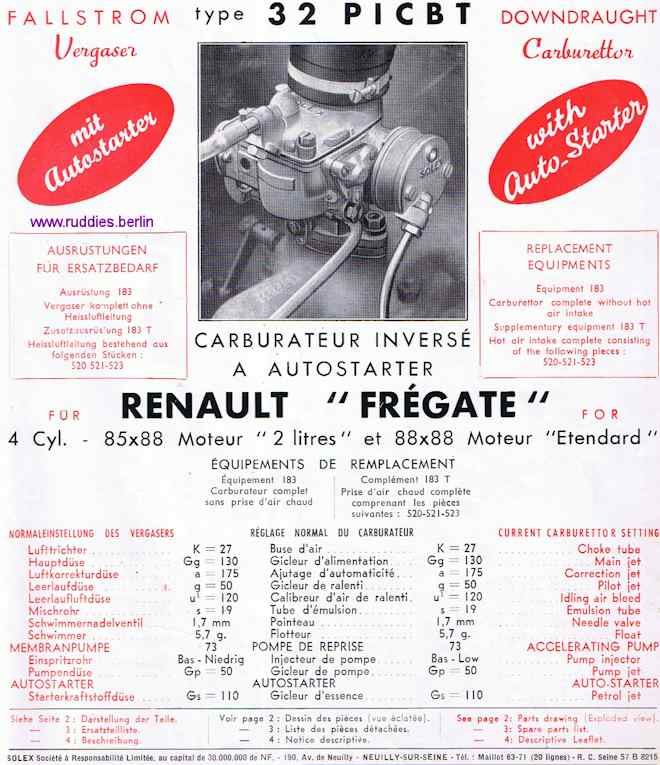 FALLSTROM
Vergaser
type 32 PICBT
DOWNDRAUGHT
Carburettor
mit
Autostarter
with
Auto-Starter
SOLEX
www.ruddies.berlin
AUSRÜSTUNGEN
FÜR ERSATZBEDARF
Ausrüstung 183
Vergaser komplett ohne
Heissluftleitung
Zusatzausrüstung 183 T
Heissluftleitung bestehend aus
folgenden Stücken :
520-521-523
REPLACEMENT
EQUIPMENTS
Equipment 183
Carburettor complete without hot
air intake
Supplementary equipment 183 T
Hot air intake complete consisting
of the following pieces :
520-521-523
CARBURATEUR INVERSÉ
A AUTOSTARTER
FÜR RENAULT "FRÉGATE" FOR
4 Cyl. - 85x88 Moteur "2 litres" et 88x88 Moteur "Etendard"
ÉQUIPEMENTS DE REMPLACEMENT
Équipement 183
Carburateur complet
sans prise d'air chaud
Complément 183 T
Prise d'air chaud complète
comprenant les pièces
suivantes : 520-521-523
NORMALEINSTELLUNG DES VERGASERS RÉGLAGE NORMAL DU CARBURATEUR CURRENT CARBURETTOR SETTING
Lufttrichter K = 27 Buse d'air K = 27 Choke tube
Hauptdüse Gg = 130 Gicleur d'alimentation Gg = 130 Main jet
Luftkorrekturdüse a = 175 Ajutage d'automaticité a = 175 Correction jet
Leerlaufdüse g = 50 Gicleur de ralenti g = 50 Pilot jet
Leerlaufluftdüse u¹ = 120 Calibreur d'air de ralenti u¹ = 120 Idling air bleed
Mischrohr s = 19 Tube d'émulsion s = 19 Emulsion tube
Schwimmernadelventil 1,7 mm Pointeau 1,7 mm Needle valve
Schwimmer 5,7 g. Flotteur 5,7 g. Float
MEMBRANPUMPE 73 POMPE DE REPRISE 73 ACCELERATING PUMP
Einspritzrohr Bas - Niedrig Injecteur de pompe Bas - Low Pump injector
Pumpendüse Gp = 50 Gicleur de pompe Gp = 50 Pump jet
AUTOSTARTER AUTOSTARTER AUTO-STARTER
Starterkraftstoffdüse Gs = 110 Gicleur d'essence Gs = 110 Petrol jet
Siehe Seite 2 : Darstellung der Teile. Voir page 2 : Dessin des pièces (vue éclatée). See page 2 : Parts drawing (Exploded view).
— 3 : Ersatzteilliste. — 3 : Liste des pièces détachées. — 3 : Spare parts list.
— 4 : Beschreibung. — 4 : Notice descriptive. — 4 : Descriptive Leaflet.
SOLEX Société à Responsabilité Limitée, au capital de 30.000.000 de NF, - 190, Av. de Neuilly - NEUILLY-SUR-SEINE - Tél. : Maillot 63-71 (20 lignes) - R. C. Seine 57 B 8215